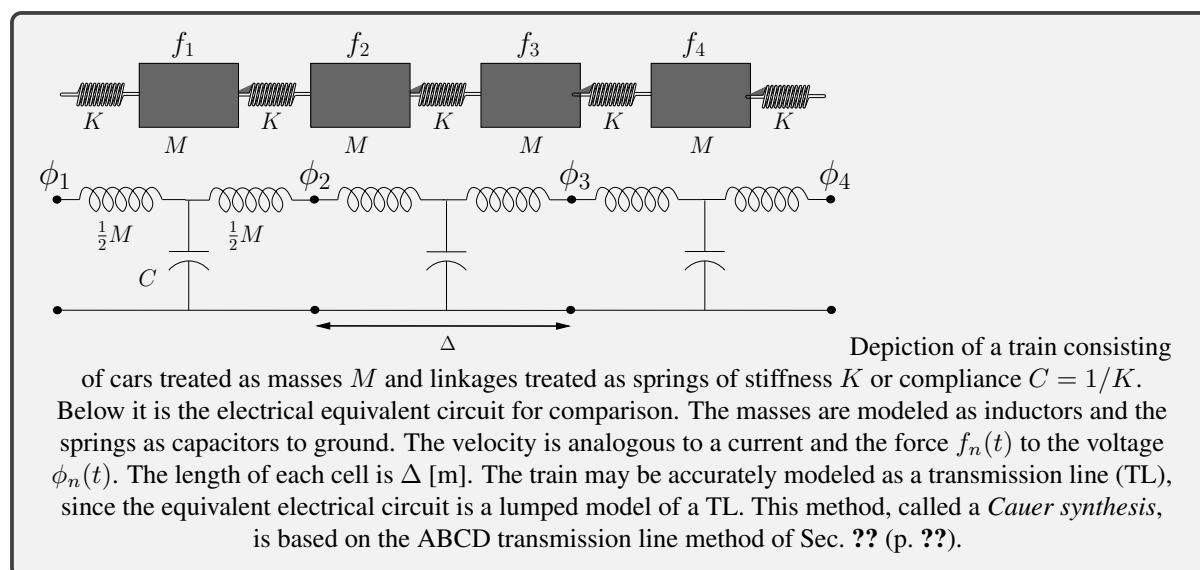 f₁ f₂ f₃ f₄
K K K K K
M M M M
ϕ₁ ϕ₂ ϕ₃ ϕ₄
½M ½M
C
Δ
Depiction of a train consisting
of cars treated as masses M and linkages treated as springs of stiffness K or compliance C = 1/K.
Below it is the electrical equivalent circuit for comparison. The masses are modeled as inductors and the
springs as capacitors to ground. The velocity is analogous to a current and the force fₙ(t) to the voltage
ϕₙ(t). The length of each cell is Δ [m]. The train may be accurately modeled as a transmission line (TL),
since the equivalent electrical circuit is a lumped model of a TL. This method, called a Cauer synthesis,
is based on the ABCD transmission line method of Sec. ?? (p. ??).